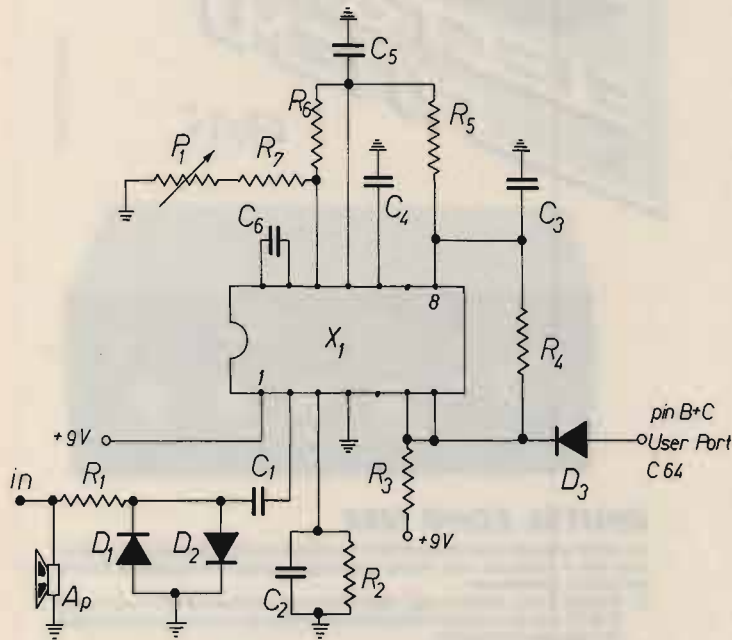 C5
R6
R5
P1
R7
C4
C3
C6
8
X1
R4
1
pin B+C
+9V
User Port
C1
R3
C 64
in
R1
D3
D1
D2
+9V
Ap
C2
R2